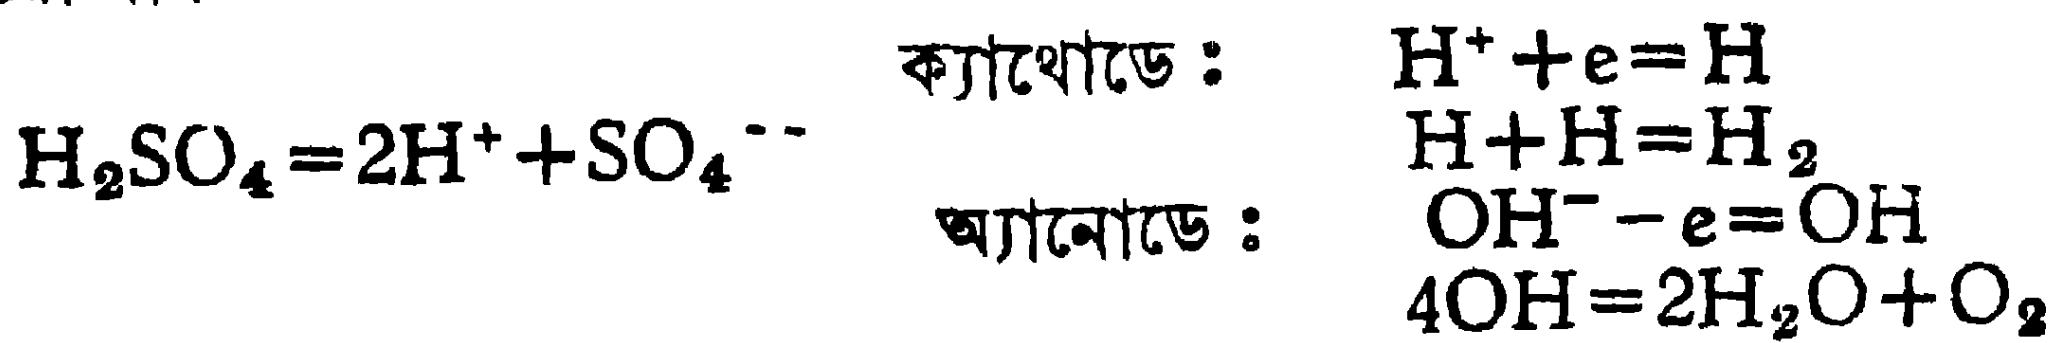 ক্যাথোডে : H⁺+e=H
H₂SO₄=2H⁺+SO₄⁻⁻ H+H=H₂
অ্যানোডে : OH⁻-e=OH
4OH=2H₂O+O₂